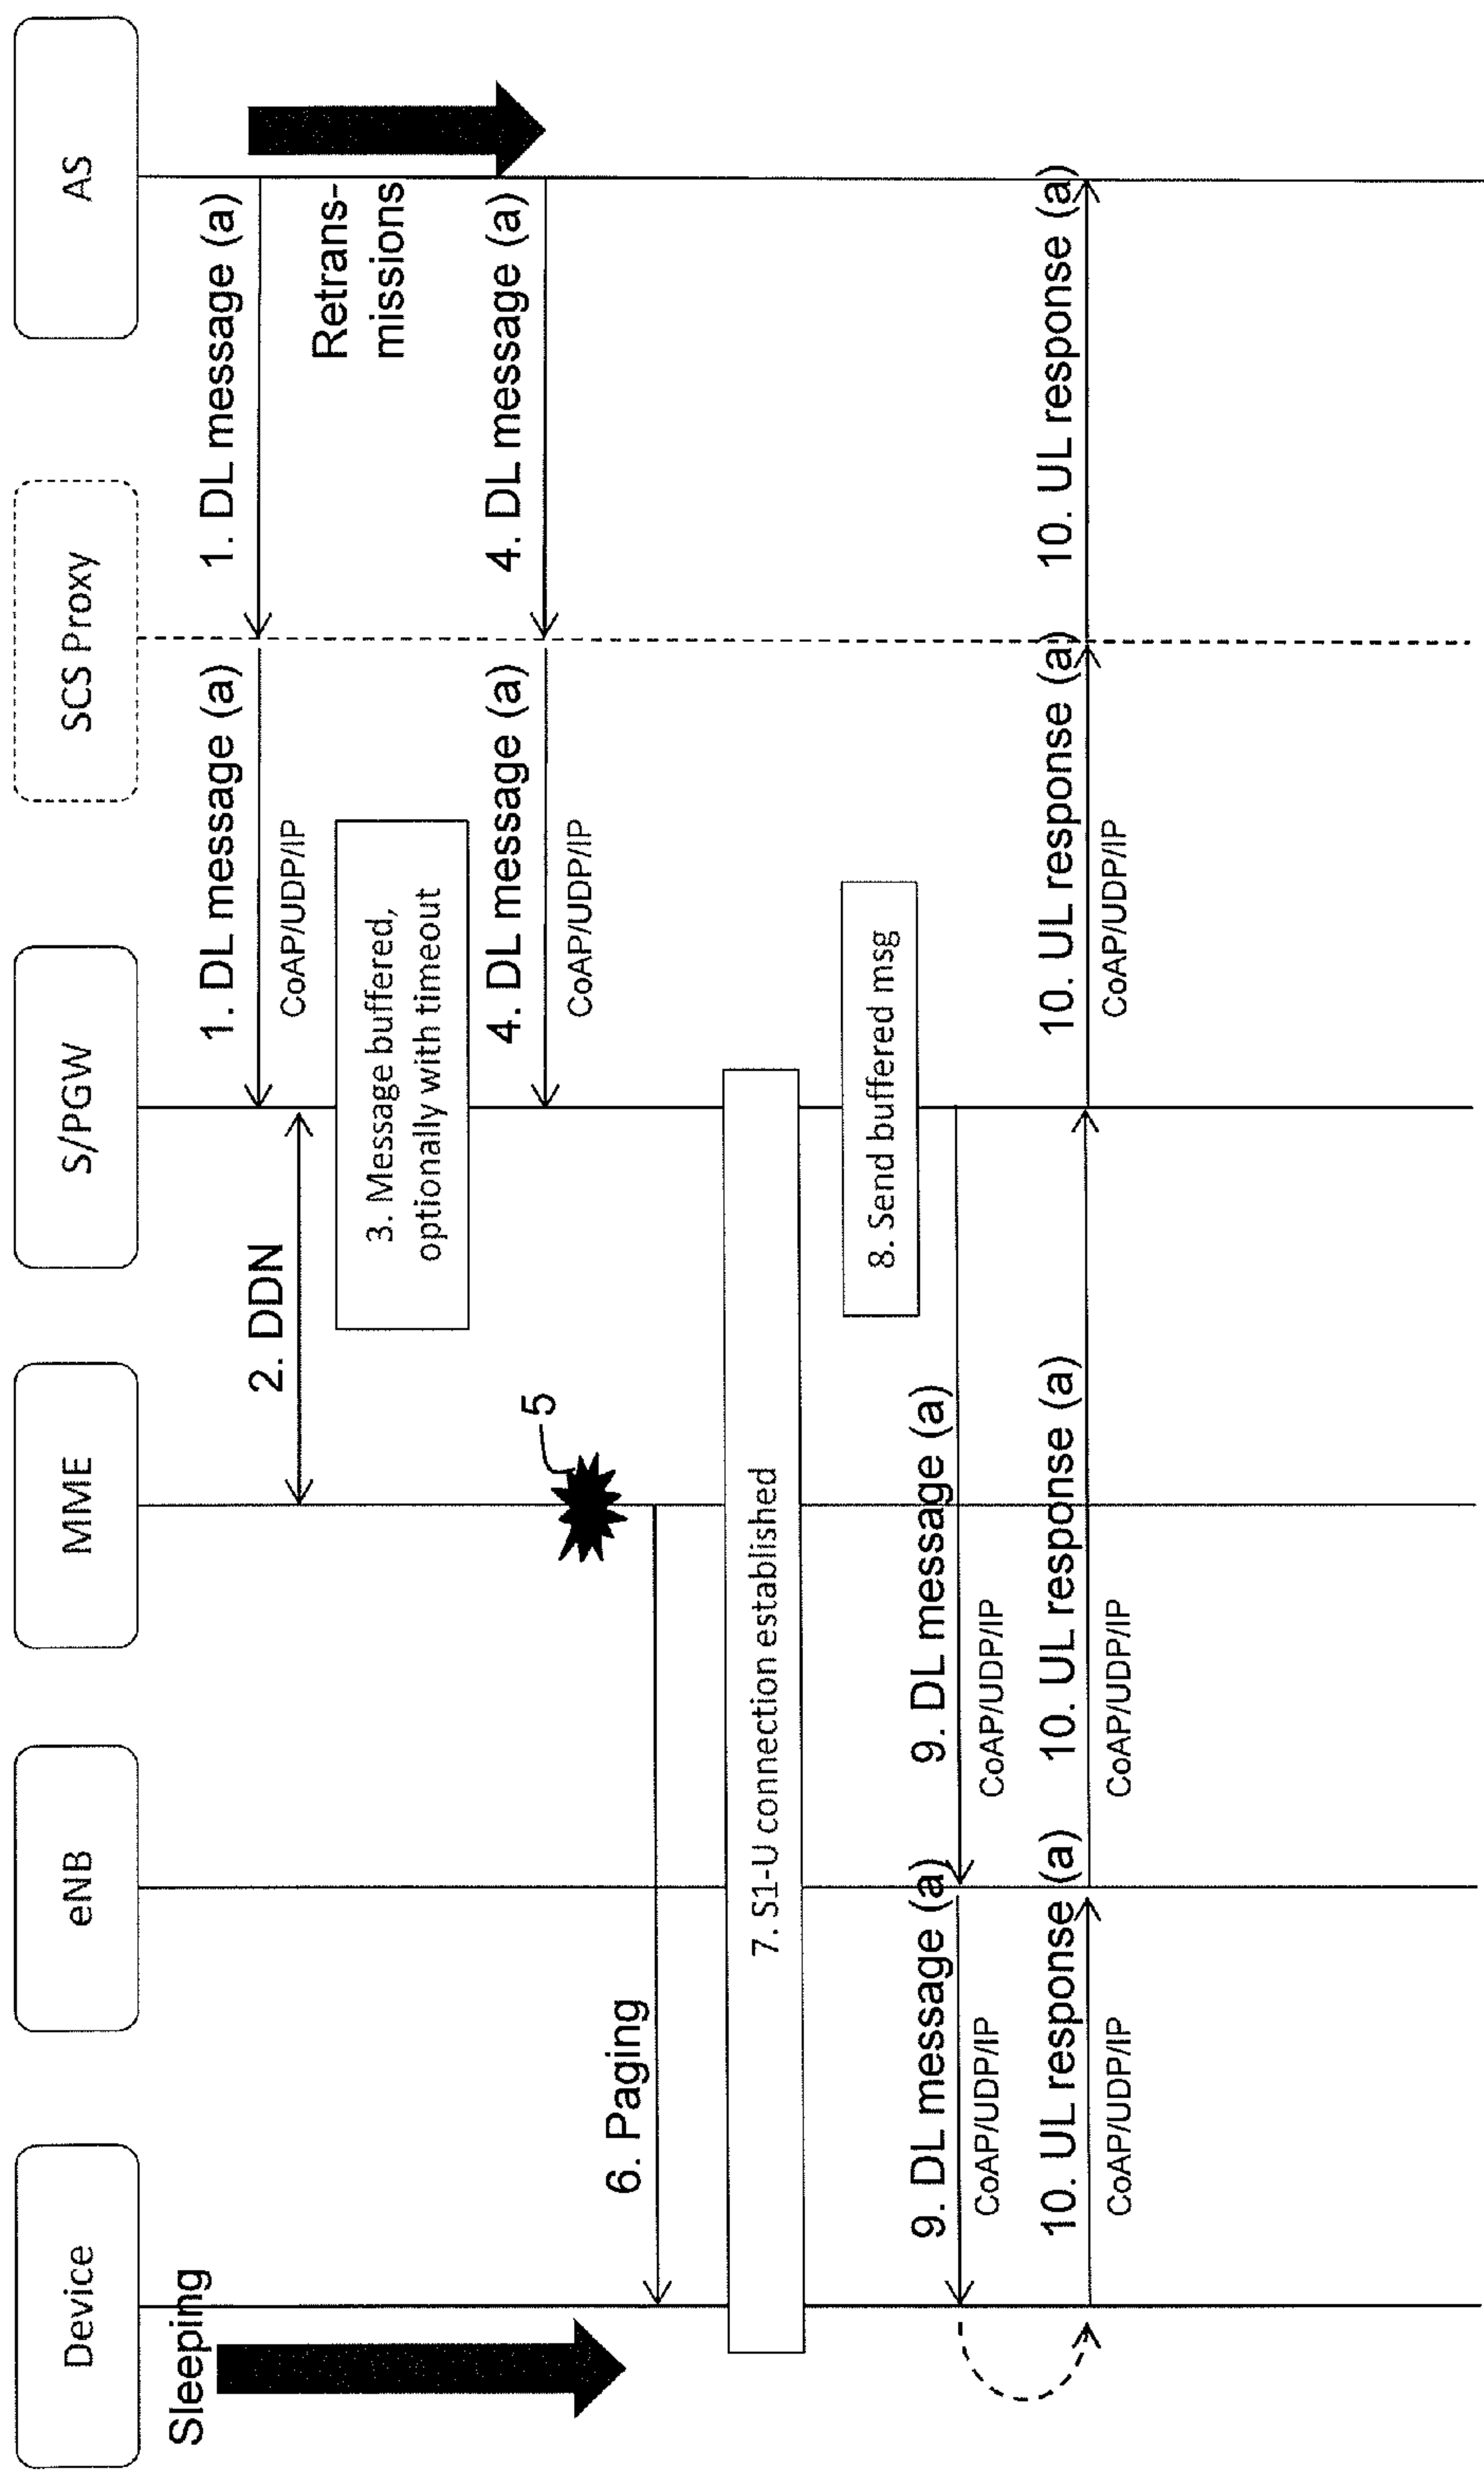 Device
eNB
MME
S/PGW
SCS Proxy
AS
Sleeping
1. DL message (a)
1. DL message (a)
CoAP/UDP/IP
2. DDN
Retrans-
missions
3. Message buffered,
optionally with timeout
4. DL message (a)
4. DL message (a)
CoAP/UDP/IP
5
6. Paging
7. S1-U connection established
8. Send buffered msg
9. DL message (a)
9. DL message (a)
CoAP/UDP/IP
CoAP/UDP/IP
10. UL response (a)
10. UL response (a)
10. UL response (a)
10. UL response (a)
CoAP/UDP/IP
CoAP/UDP/IP
CoAP/UDP/IP